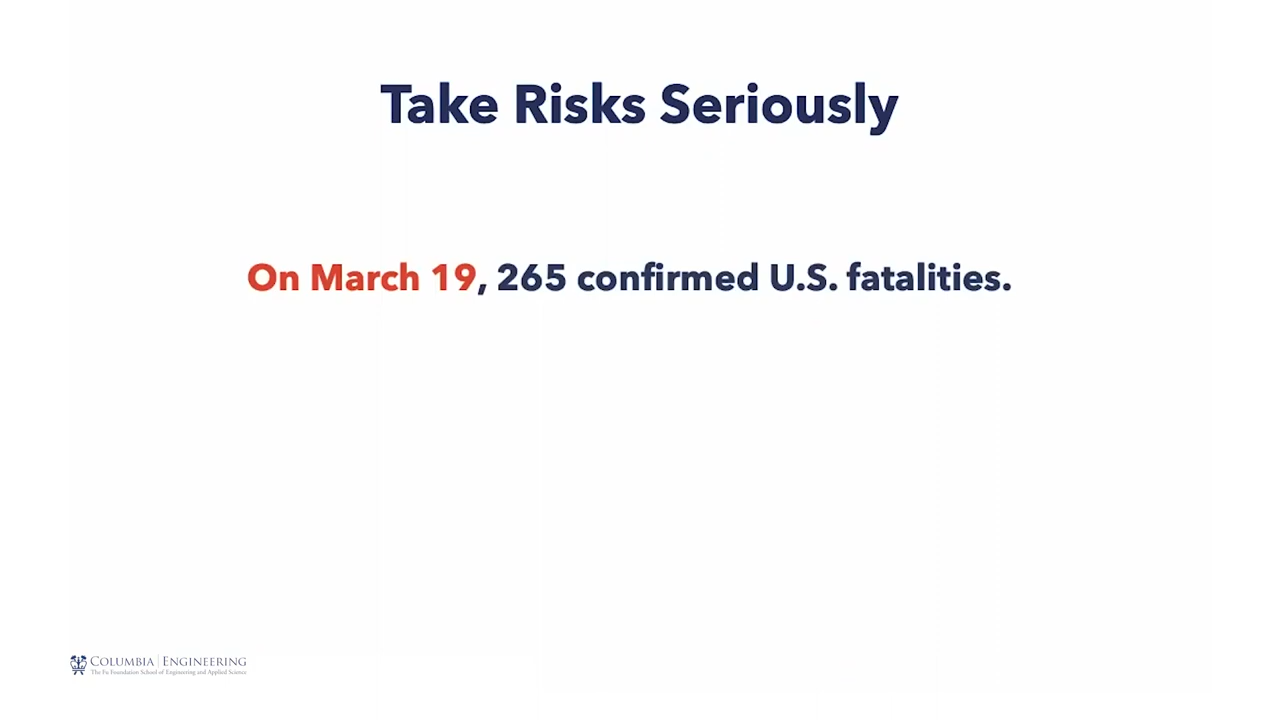 Take Risks Seriously
On March 19, 265 confirmed U.S. fatalities.
COLUMBIA | ENGINEERING
The Fu Foundation School of Engineering and Applied Science